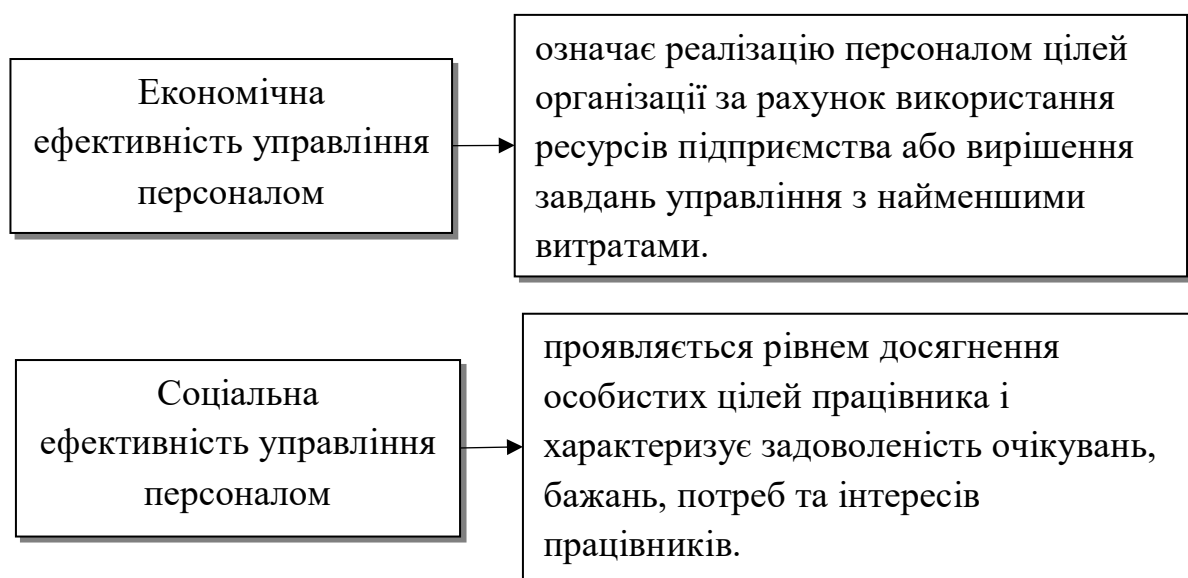 Економічна
ефективність управління
персоналом
означає реалізацію персоналом цілей
організації за рахунок використання
ресурсів підприємства або вирішення
завдань управління з найменшими
витратами.
Соціальна
ефективність управління
персоналом
проявляється рівнем досягнення
особистих цілей працівника і
характеризує задоволеність очікувань,
бажань, потреб та інтересів
працівників.